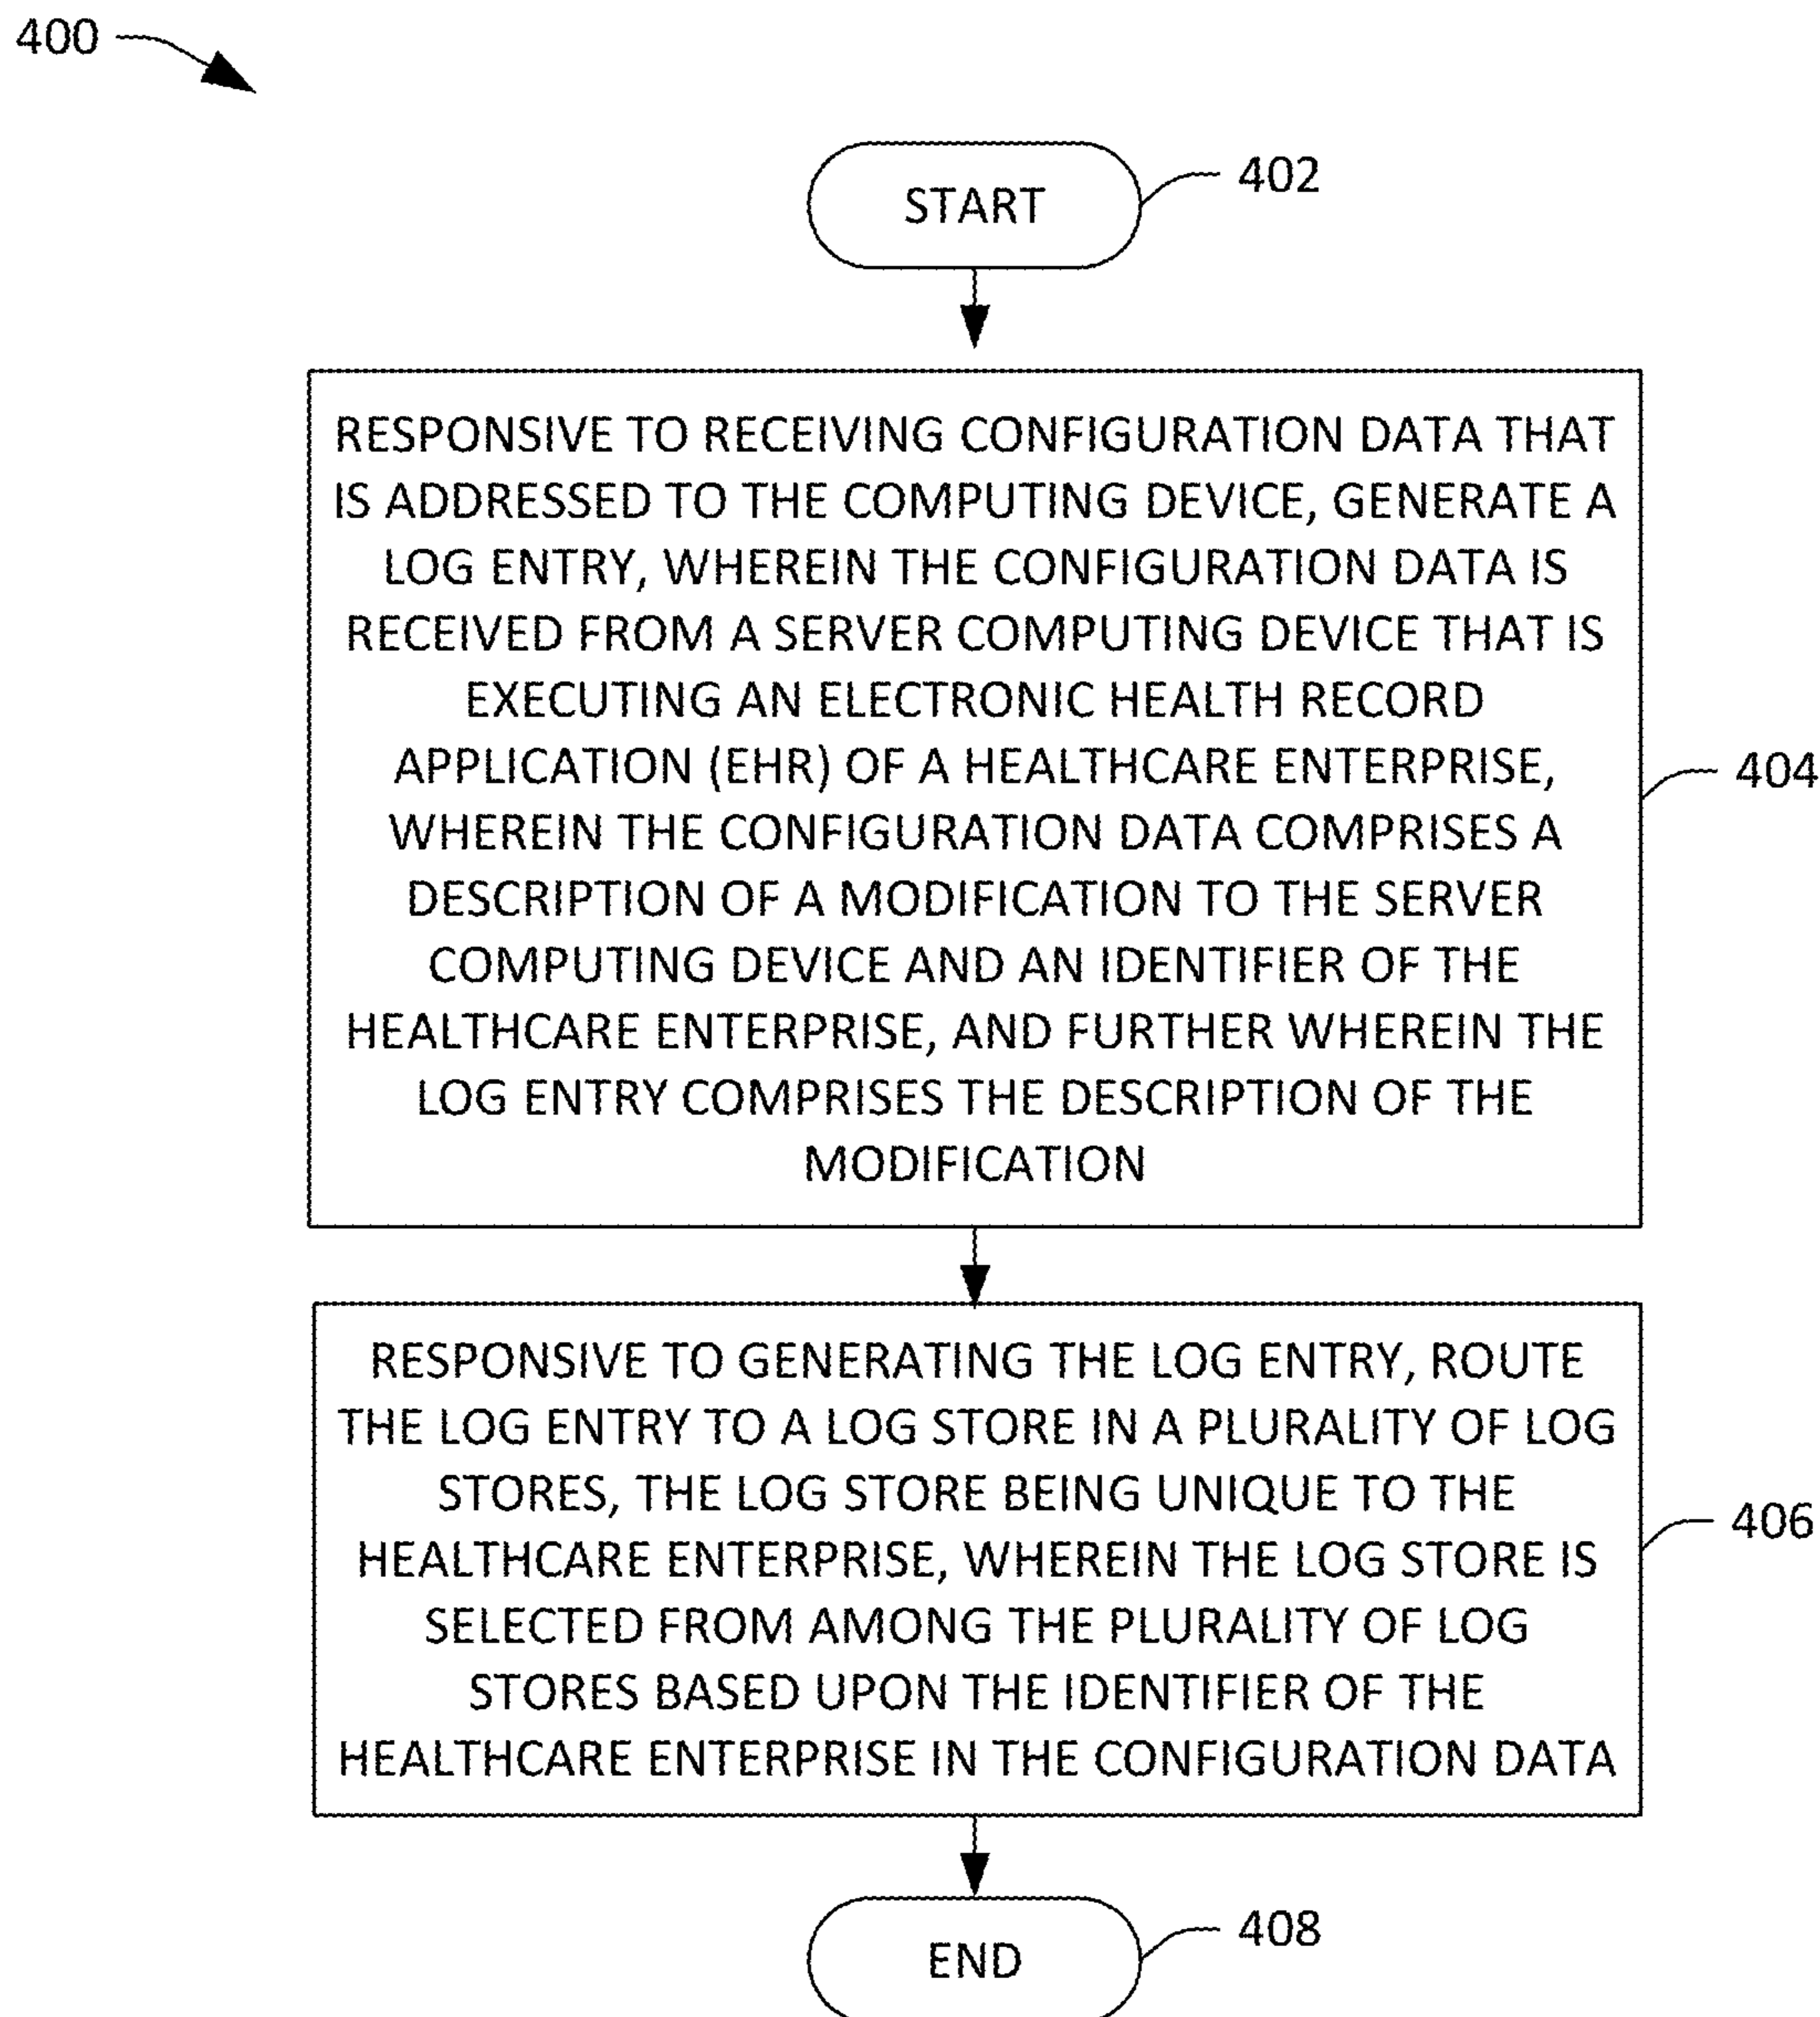 400
START
402
RESPONSIVE TO RECEIVING CONFIGURATION DATA THAT
IS ADDRESSED TO THE COMPUTING DEVICE, GENERATE A
LOG ENTRY, WHEREIN THE CONFIGURATION DATA IS
RECEIVED FROM A SERVER COMPUTING DEVICE THAT IS
EXECUTING AN ELECTRONIC HEALTH RECORD
APPLICATION (EHR) OF A HEALTHCARE ENTERPRISE,
WHEREIN THE CONFIGURATION DATA COMPRISES A
DESCRIPTION OF A MODIFICATION TO THE SERVER
COMPUTING DEVICE AND AN IDENTIFIER OF THE
HEALTHCARE ENTERPRISE, AND FURTHER WHEREIN THE
LOG ENTRY COMPRISES THE DESCRIPTION OF THE
MODIFICATION
404
RESPONSIVE TO GENERATING THE LOG ENTRY, ROUTE
THE LOG ENTRY TO A LOG STORE IN A PLURALITY OF LOG
STORES, THE LOG STORE BEING UNIQUE TO THE
HEALTHCARE ENTERPRISE, WHEREIN THE LOG STORE IS
SELECTED FROM AMONG THE PLURALITY OF LOG
STORES BASED UPON THE IDENTIFIER OF THE
HEALTHCARE ENTERPRISE IN THE CONFIGURATION DATA
406
END
408